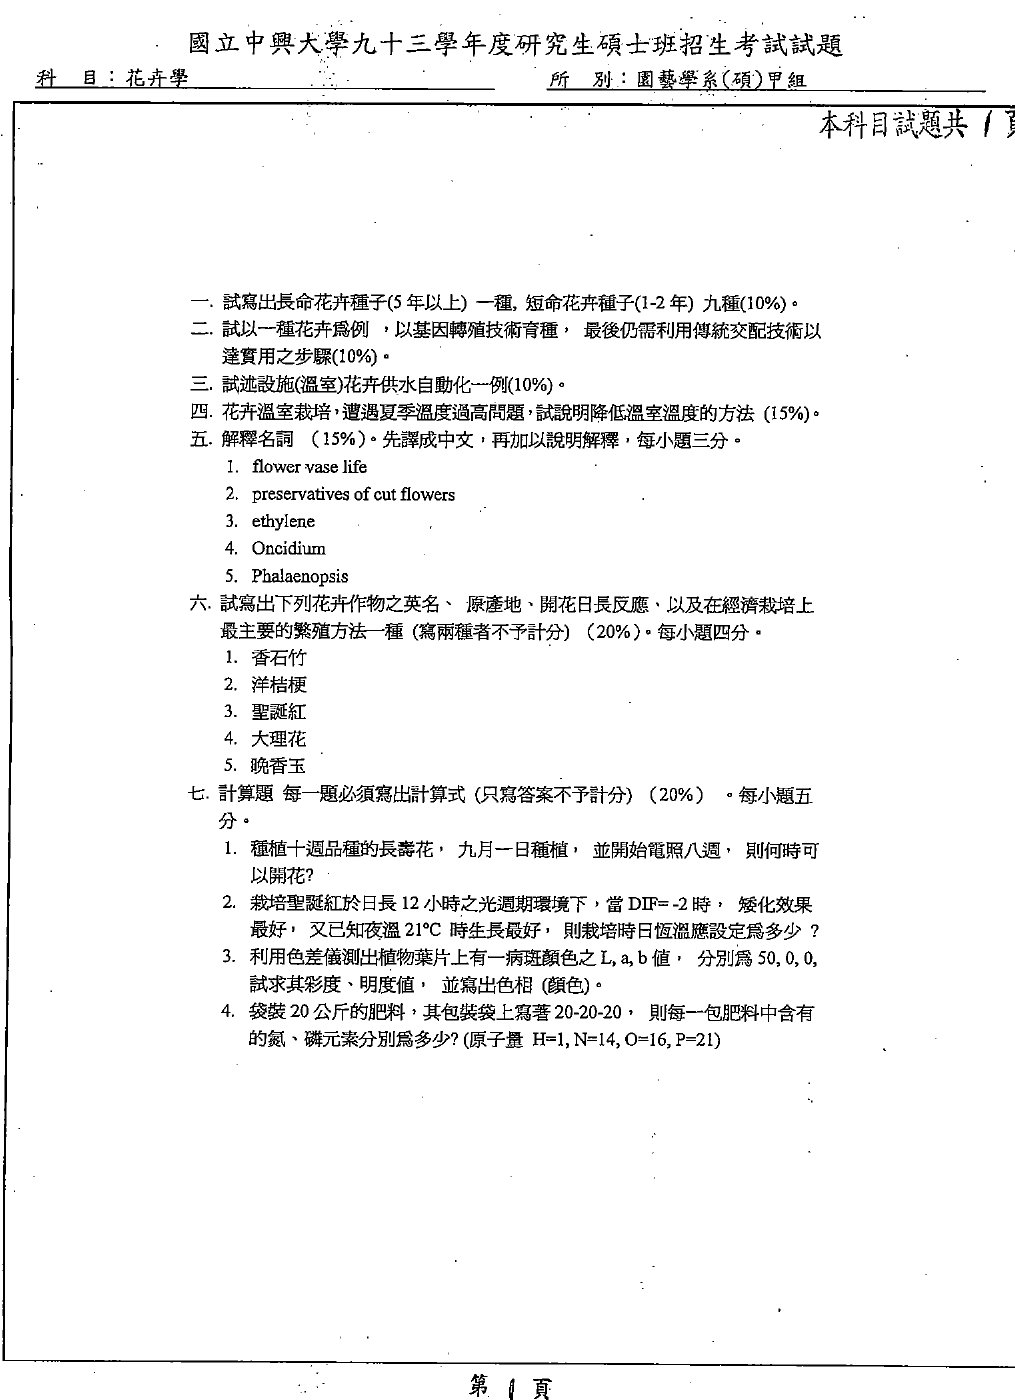 國立中興大學九十三學年度研究生碩士班招生考試試題
科 目：花卉學 所 別：園藝學系(碩)甲組
本科目試題共 1 頁
一. 試寫出長命花卉種子(5 年以上) 一種, 短命花卉種子(1-2 年) 九種(10%)。
二. 試以一種花卉爲例 ，以基因轉殖技術育種， 最後仍需利用傳統交配技術以
達實用之步驟(10%)。
三. 試述設施(溫室)花卉供水自動化一例(10%)。
四. 花卉溫室栽培，遭遇夏季溫度過高問題，試說明降低溫室溫度的方法 (15%)。
五. 解釋名詞 （15%）。先譯成中文，再加以說明解釋，每小題三分。
1. flower vase life
2. preservatives of cut flowers
3. ethylene
4. Oncidium
5. Phalaenopsis
六. 試寫出下列花卉作物之英名、 原產地、開花日長反應、以及在經濟栽培上
最主要的繁殖方法一種 (寫兩種者不予計分) （20%）。每小題四分。
1. 香石竹
2. 洋桔梗
3. 聖誕紅
4. 大理花
5. 晚香玉
七. 計算題 每一題必須寫出計算式 (只寫答案不予計分) （20%） 。每小題五
分。
1. 種植十週品種的長壽花， 九月一日種植， 並開始電照八週， 則何時可
以開花?
2. 栽培聖誕紅於日長 12 小時之光週期環境下，當 DIF= -2 時， 矮化效果
最好， 又已知夜溫 21°C 時生長最好， 則栽培時日恆溫應設定爲多少 ?
3. 利用色差儀測出植物葉片上有一病斑顏色之 L, a, b 値， 分別爲 50, 0, 0,
試求其彩度、明度値， 並寫出色相 (顏色)。
4. 袋裝 20 公斤的肥料，其包裝袋上寫著 20-20-20， 則每一包肥料中含有
的氮、磷元素分別爲多少? (原子量 H=1, N=14, O=16, P=21)
第 1 頁